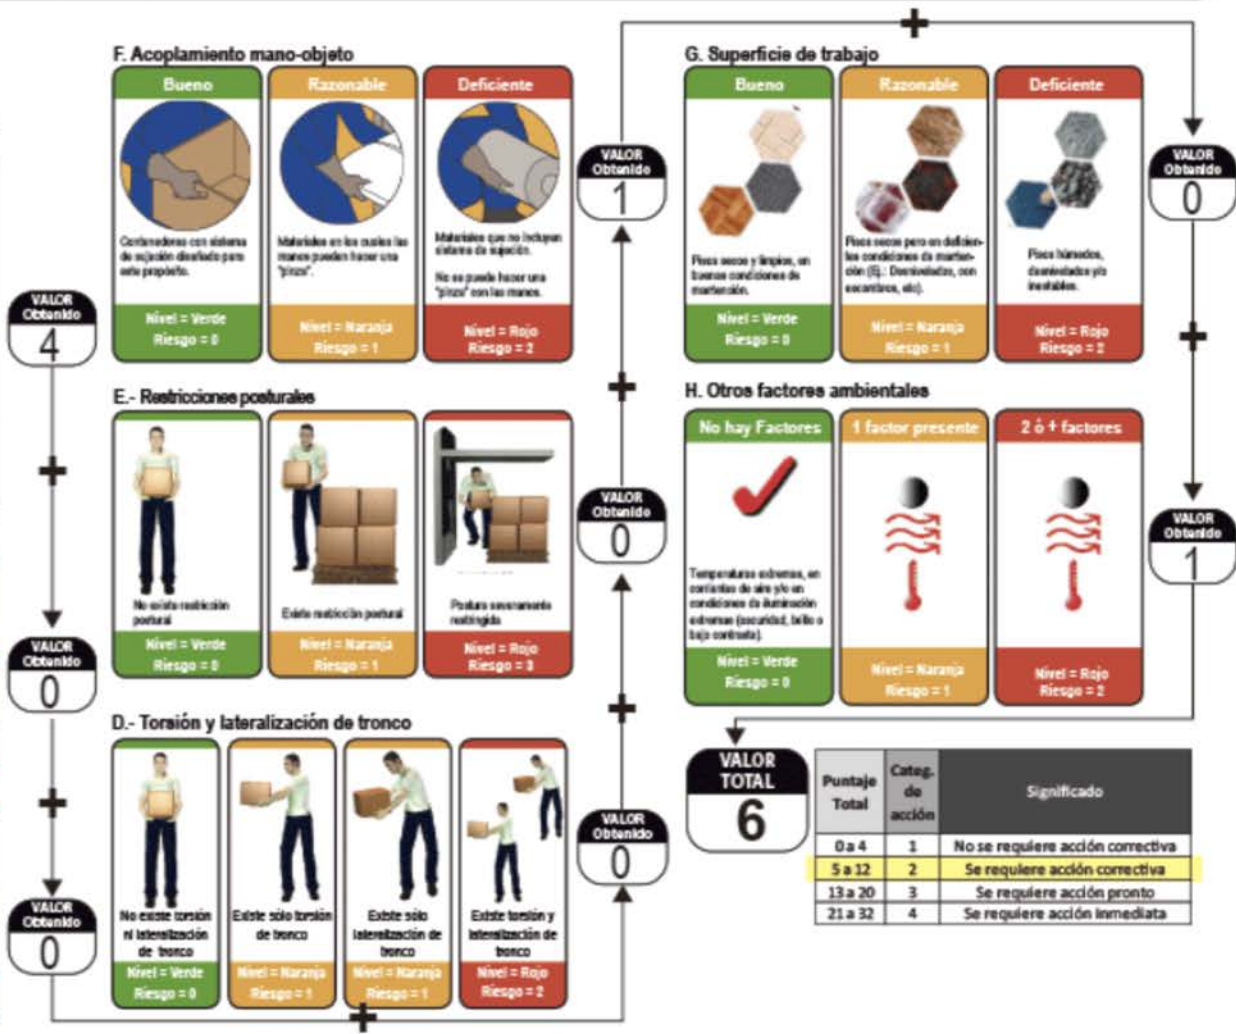 F. Acoplamiento mano-objeto
Bueno
Razonable
Deficiente
Contenedores con sistema
de sujeción diseñado para
este propósito.
Materiales en los cuales las
manos pueden hacer una
"pinza".
Materiales que no incluyen
sistema de sujeción.
No se puede hacer una
"pinza" con las manos.
Nivel = Verde
Riesgo = 0
Nivel = Naranja
Riesgo = 1
Nivel = Rojo
Riesgo = 2
VALOR
Obtenido
4
VALOR
Obtenido
1
E.- Restricciones posturales
No existe restricción
postural
Existe restricción postural
Postura severamente
restringida
Nivel = Verde
Riesgo = 0
Nivel = Naranja
Riesgo = 1
Nivel = Rojo
Riesgo = 3
VALOR
Obtenido
0
VALOR
Obtenido
0
D.- Torsión y lateralización de tronco
No existe torsión
ni lateralización
de tronco
Existe sólo torsión
de tronco
Existe sólo
lateralización de
tronco
Existe torsión y
lateralización de
tronco
Nivel = Verde
Riesgo = 0
Nivel = Naranja
Riesgo = 1
Nivel = Naranja
Riesgo = 1
Nivel = Rojo
Riesgo = 2
VALOR
Obtenido
0
VALOR
Obtenido
0
G. Superficie de trabajo
Bueno
Razonable
Deficiente
Pisos secos y limpios, en
buenas condiciones de
mantención.
Pisos secos pero en deficien-
tes condiciones de manten-
ción (Ej.: Desnivelados, con
escombros, etc).
Pisos húmedos,
desnivelados y/o
inestables.
Nivel = Verde
Riesgo = 0
Nivel = Naranja
Riesgo = 1
Nivel = Rojo
Riesgo = 2
VALOR
Obtenido
0
H. Otros factores ambientales
No hay Factores
1 factor presente
2 ó + factores
Temperaturas extremas, en
corrientes de aire y/o en
condiciones de iluminación
extremas (oscuridad, brillo o
bajo contraste).
Nivel = Verde
Riesgo = 0
Nivel = Naranja
Riesgo = 1
Nivel = Rojo
Riesgo = 2
VALOR
Obtenido
1
VALOR
TOTAL
6
Puntaje Total
Categ. de acción
Significado
0 a 4 1 No se requiere acción correctiva
5 a 12 2 Se requiere acción correctiva
13 a 20 3 Se requiere acción pronto
21 a 32 4 Se requiere acción inmediata